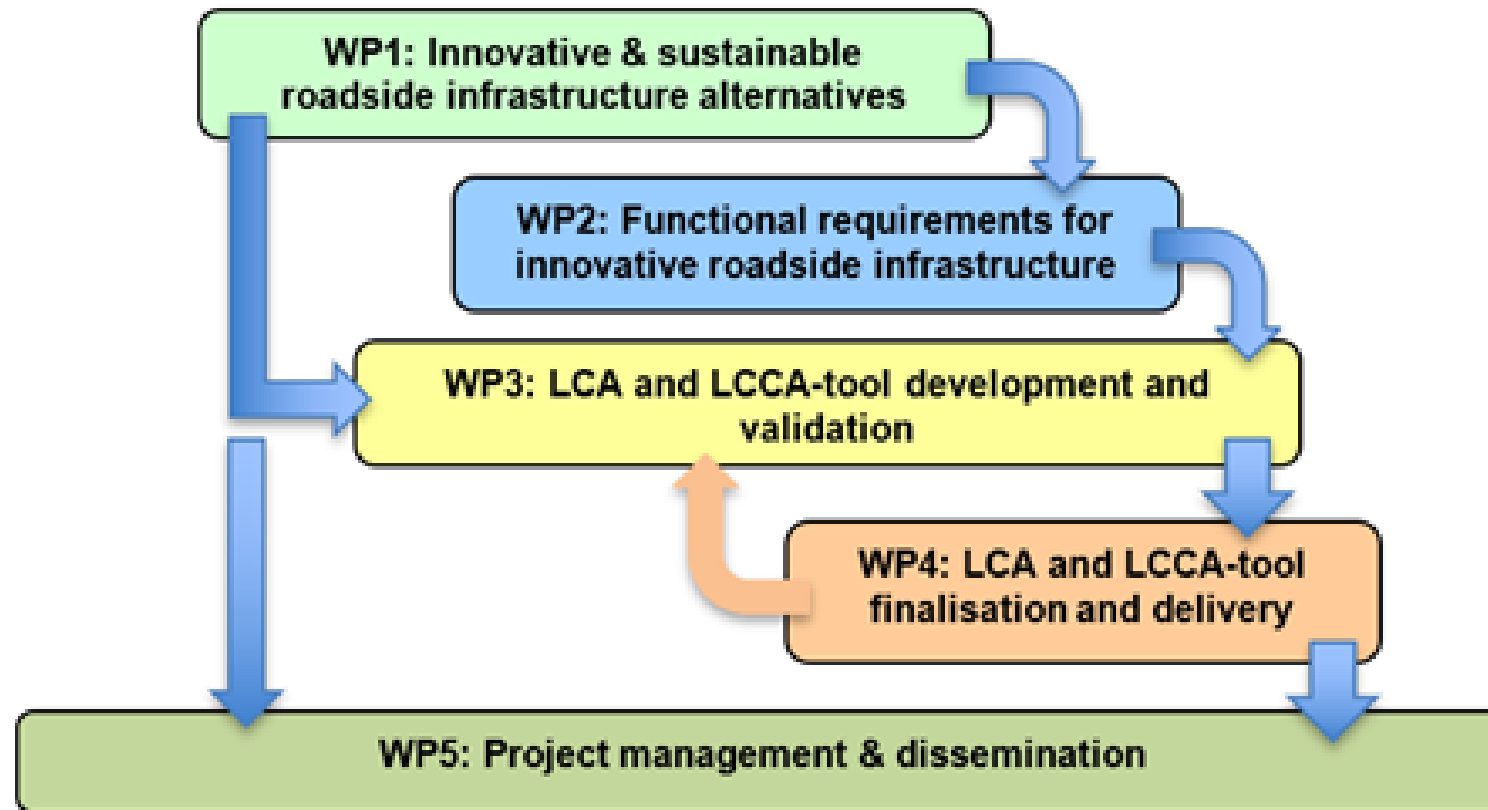 WP1: Innovative & sustainable
roadside infrastructure alternatives
WP2: Functional requirements for
innovative roadside infrastructure
WP3: LCA and LCCA-tool development and
validation
WP4: LCA and LCCA-tool
finalisation and delivery
WP5: Project management & dissemination